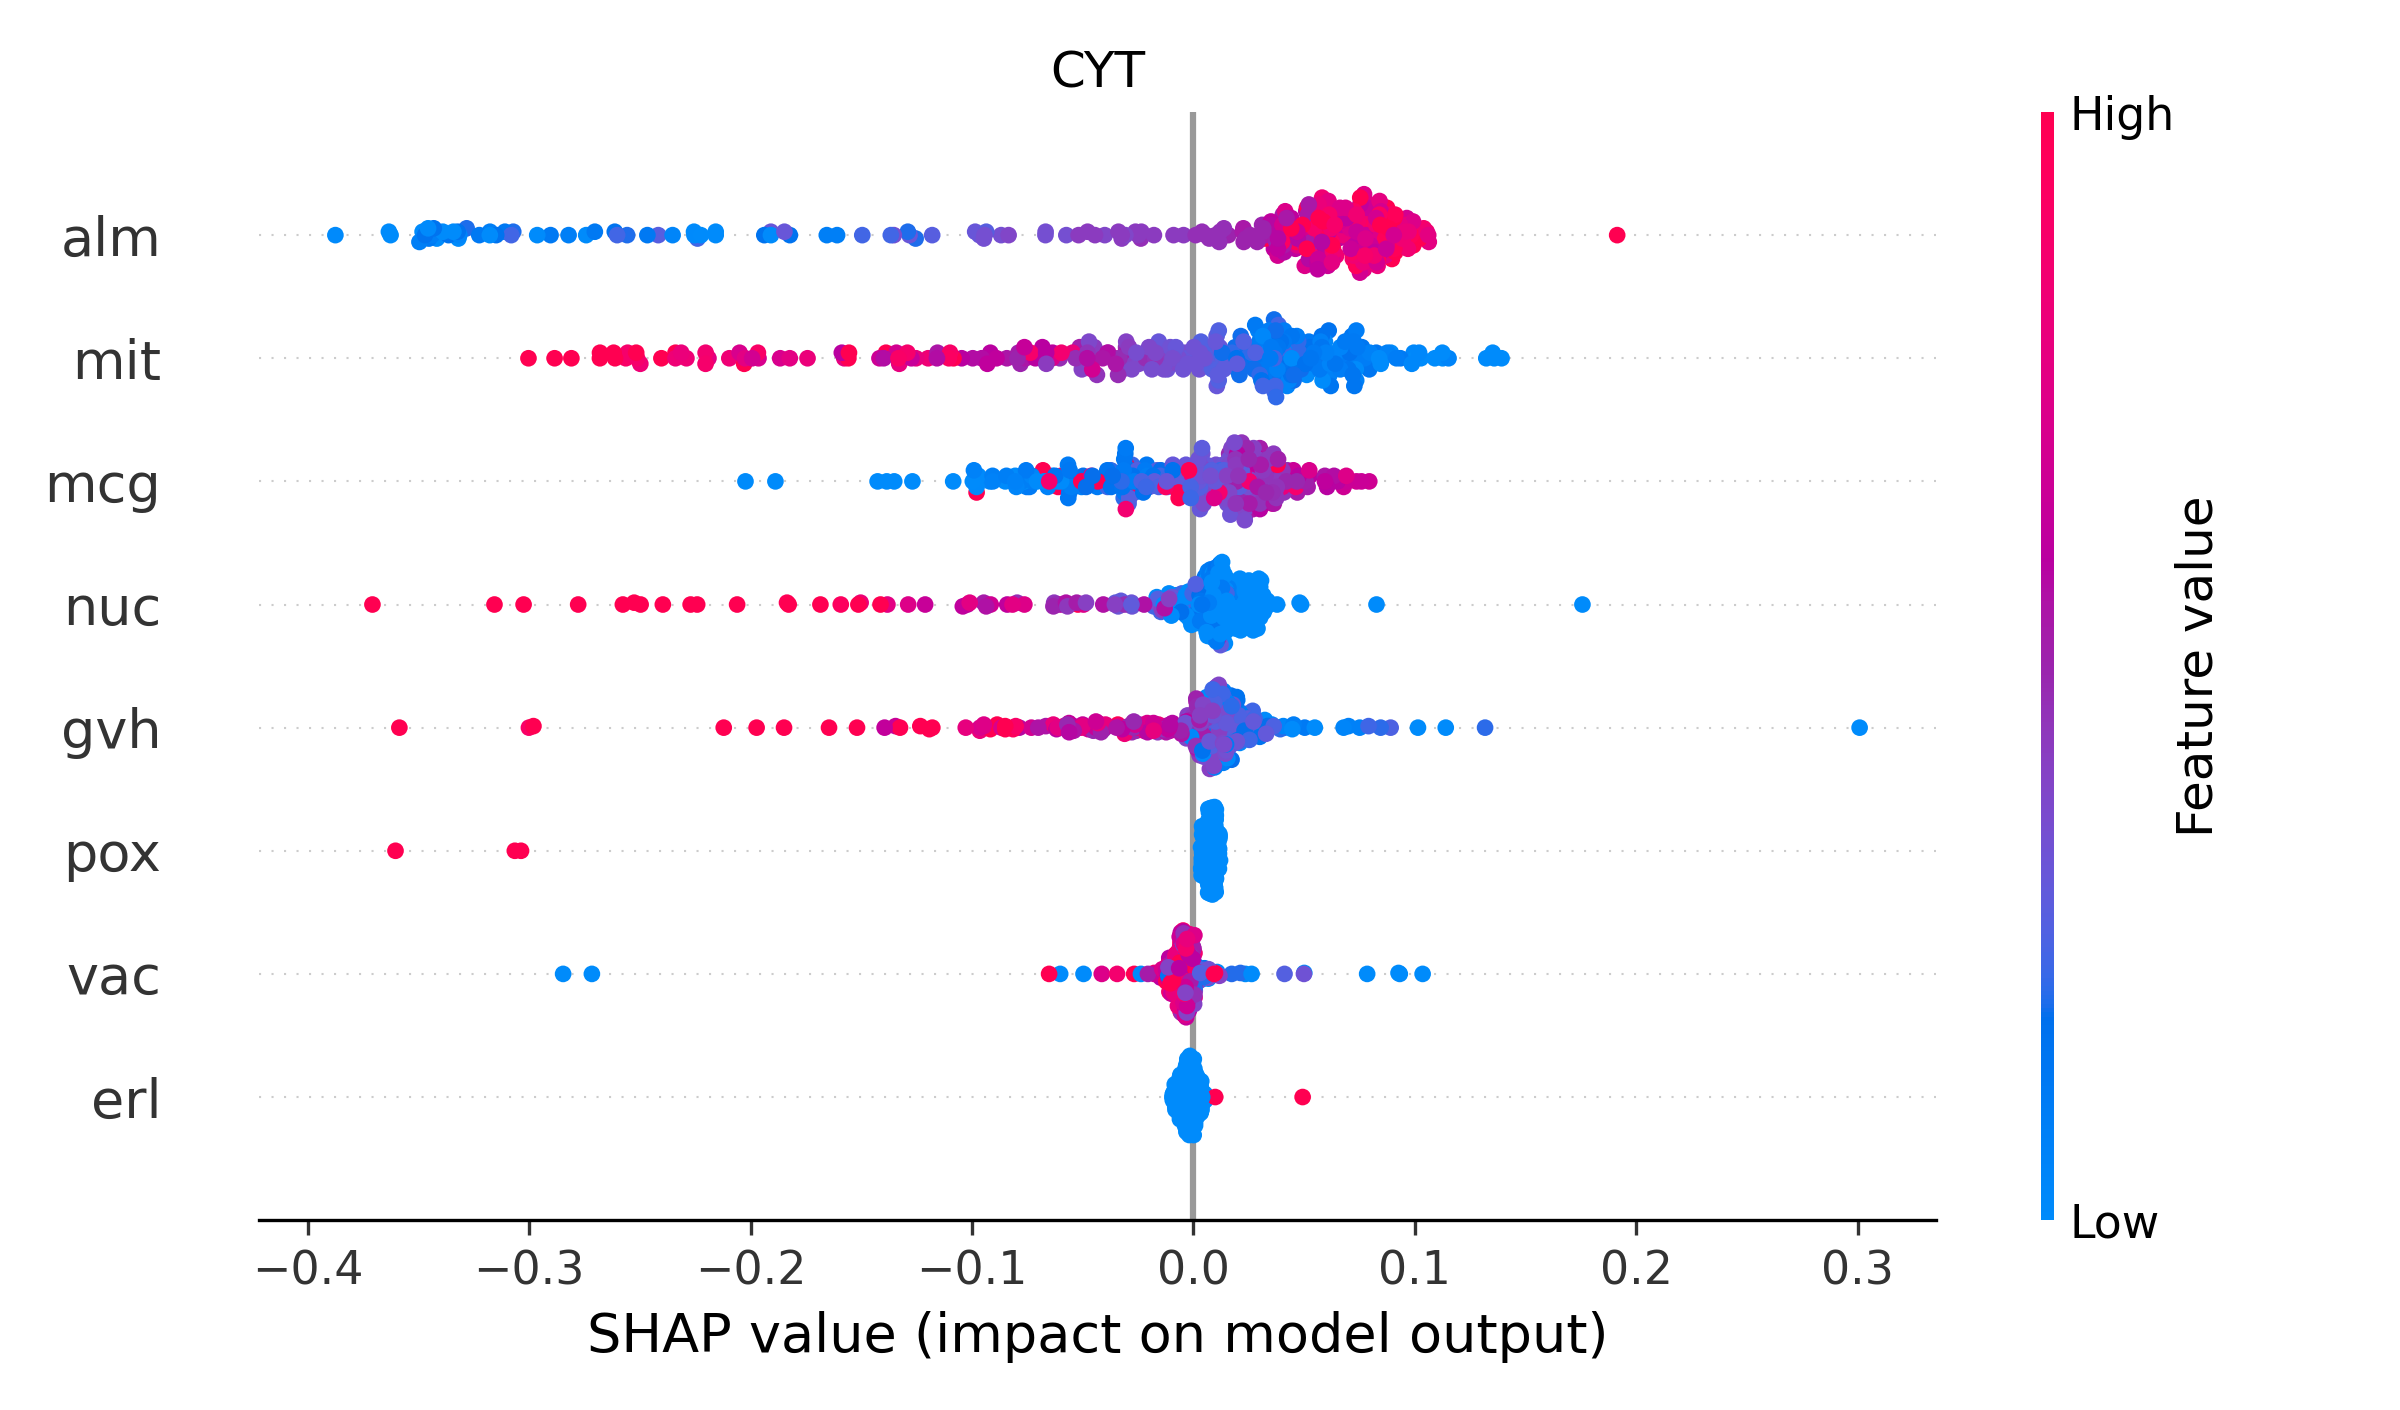 CYT
High
alm
mit
mcg
nuc
gvh
pox
vac
erl
Feature value
Low
−0.4 −0.3 −0.2 −0.1 0.0 0.1 0.2 0.3
SHAP value (impact on model output)